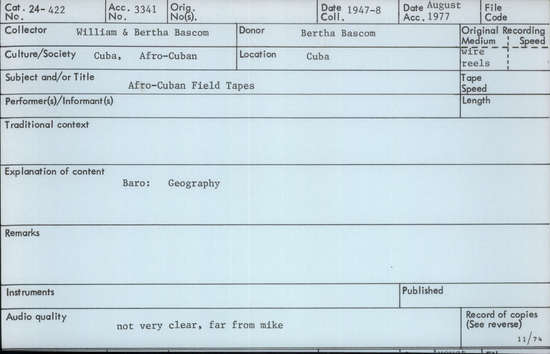 Cat. 24- 422 Acc. 3341 Orig. Date 1947-8 Date August File
No. No. No(s). Coll. Acc. 1977 Code
Collector William & Bertha Bascom Donor Bertha Bascom Original Recording
Medium Speed
Culture/Society Cuba, Afro-Cuban Location Cuba wire
reels
Subject and/or Title Afro-Cuban Field Tapes Tape
Speed
Performer(s)/Informant(s) Length
Traditional context
Explanation of content
Baro: Geography
Remarks
Instruments Published
Audio quality not very clear, far from mike Record of copies
(See reverse)
11/74
August